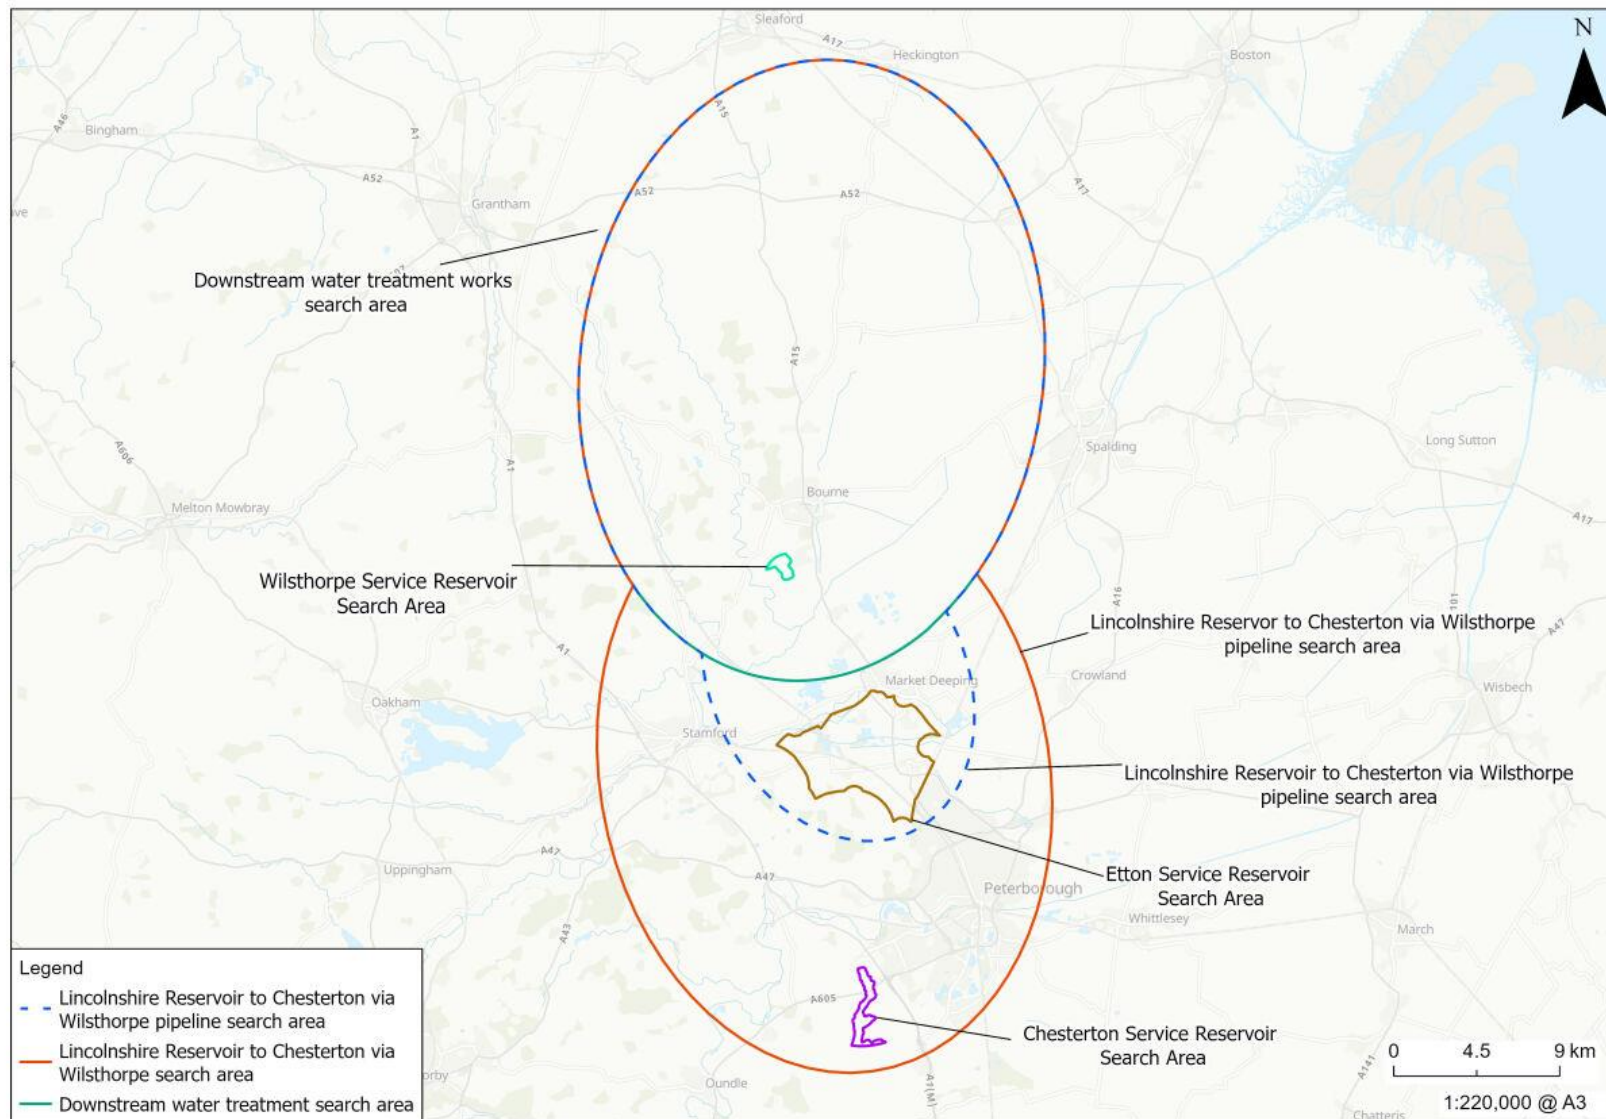 Sleaford
A17
Heckington
Boston
N
A46
Bingham
A1
A15
A52
A52
A52
A17
Grantham
Downstream water treatment works
search area
A15
A606
A1
Spalding
Long Sutton
Melton Mowbray
Bourne
A17
Wilsthorpe Service Reservoir
Search Area
A16
A47
Lincolnshire Reservor to Chesterton via Wilsthorpe
pipeline search area
A1
Market Deeping
Crowland
Wisbech
Oakham
Stamford
Lincolnshire Reservoir to Chesterton via Wilsthorpe
pipeline search area
A47
Uppingham
A47
Etton Service Reservoir
Search Area
Peterborough
Whittlesey
March
A43
Legend
Lincolnshire Reservoir to Chesterton via
Wilsthorpe pipeline search area
Lincolnshire Reservoir to Chesterton via
Wilsthorpe search area
Downstream water treatment search area
A605
Chesterton Service Reservoir
Search Area
0 4.5 9 km
1:220,000 @ A3
Oundle
A1(M)
A141
Chatteris